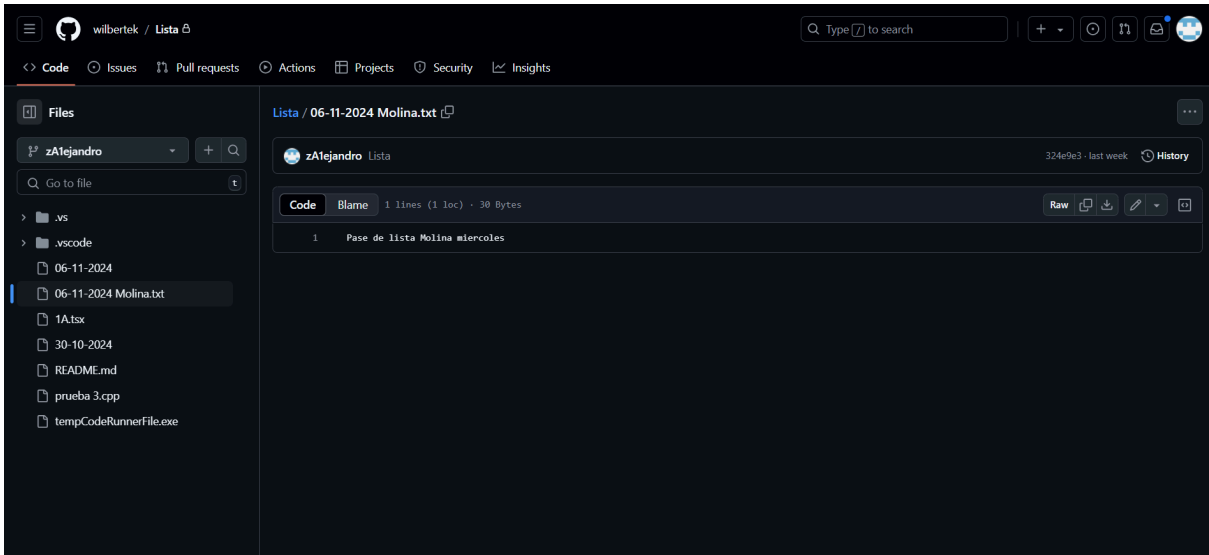 wilbertek / Lista
Type / to search
Code Issues Pull requests Actions Projects Security Insights
Files
zA1ejandro
Go to file t
.vs
.vscode
06-11-2024
06-11-2024 Molina.txt
1A.tsx
30-10-2024
README.md
prueba 3.cpp
tempCodeRunnerFile.exe
Lista / 06-11-2024 Molina.txt
zA1ejandro Lista 324e9e3 · last week History
Code Blame 1 lines (1 loc) · 30 Bytes Raw
1 Pase de lista Molina miercoles